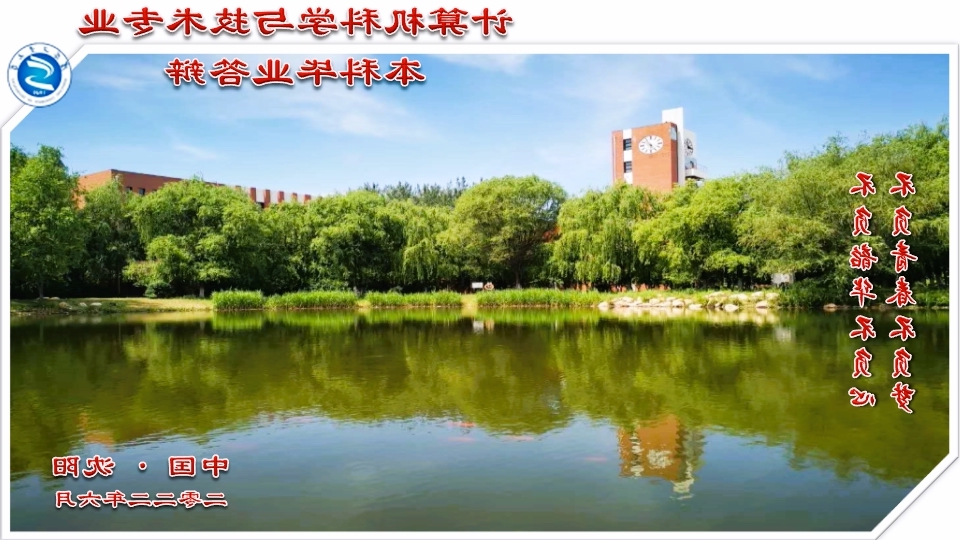 计算机科学与技术专业
本科毕业答辩
不负青春不负梦
不负韶华不负心
中国 · 沈阳
二零二二年六月